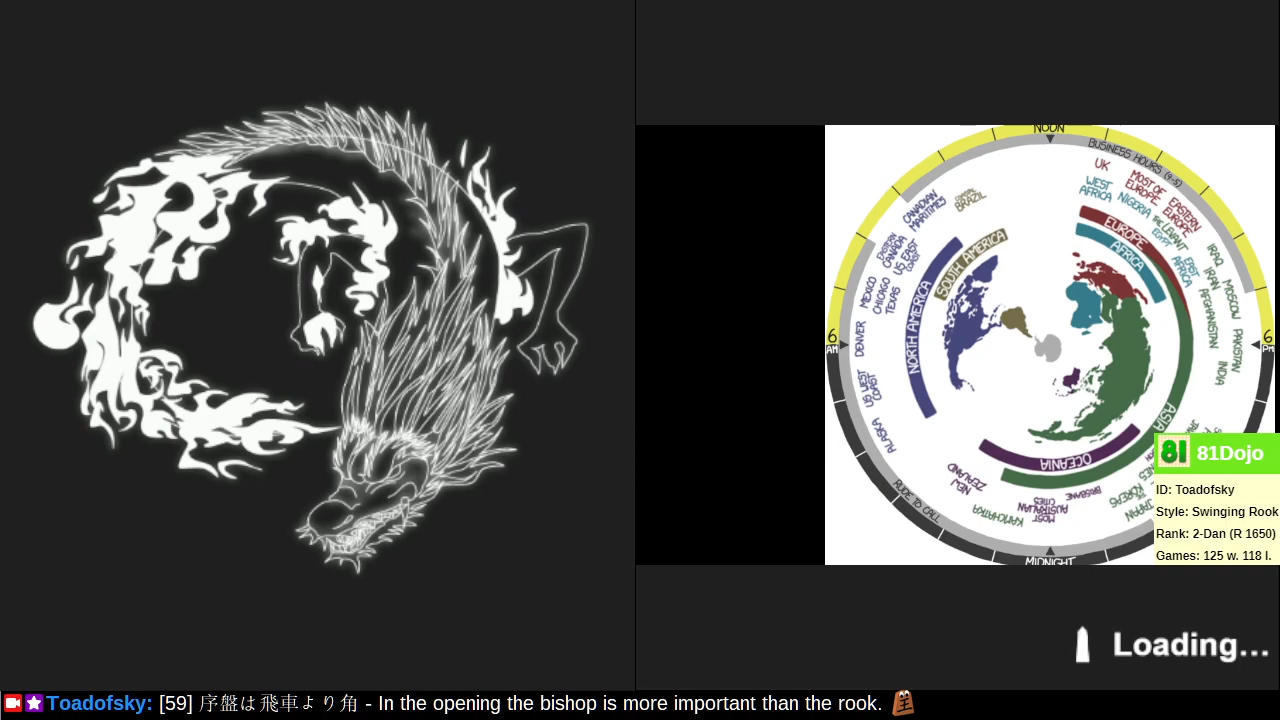 NOON
BUSINESS HOURS (9-5)
UK
MOST OF
EUROPE
EASTERN
EUROPE
WEST
AFRICA
NIGERIA
THE LEVANT
EGYPT
EAST
AFRICA
EUROPE
AFRICA
CANADIAN
MARITIMES
BRAZIL
EASTERN
CANADA
US EAST
COAST
SOUTH AMERICA
NORTH AMERICA
MEXICO
CHICAGO
TEXAS
DENVER
US WEST
COAST
ALASKA
IRAQ
IRAN
MOSCOW
AFGHANISTAN
PAKISTAN
INDIA
6
AM
6
PM
ASIA
OCEANIA
NEW
ZEALAND
KAMCHATKA
MOST
AUSTRALIAN
CITIES
BRISBANE
KOREAS
JAPAN
RUDE TO CALL
MIDNIGHT
81 81Dojo
ID: Toadofsky
Style: Swinging Rook
Rank: 2-Dan (R 1650)
Games: 125 w. 118 l.
Loading...
Toadofsky: [59] 序盤は飛車より角 - In the opening the bishop is more important than the rook. 王